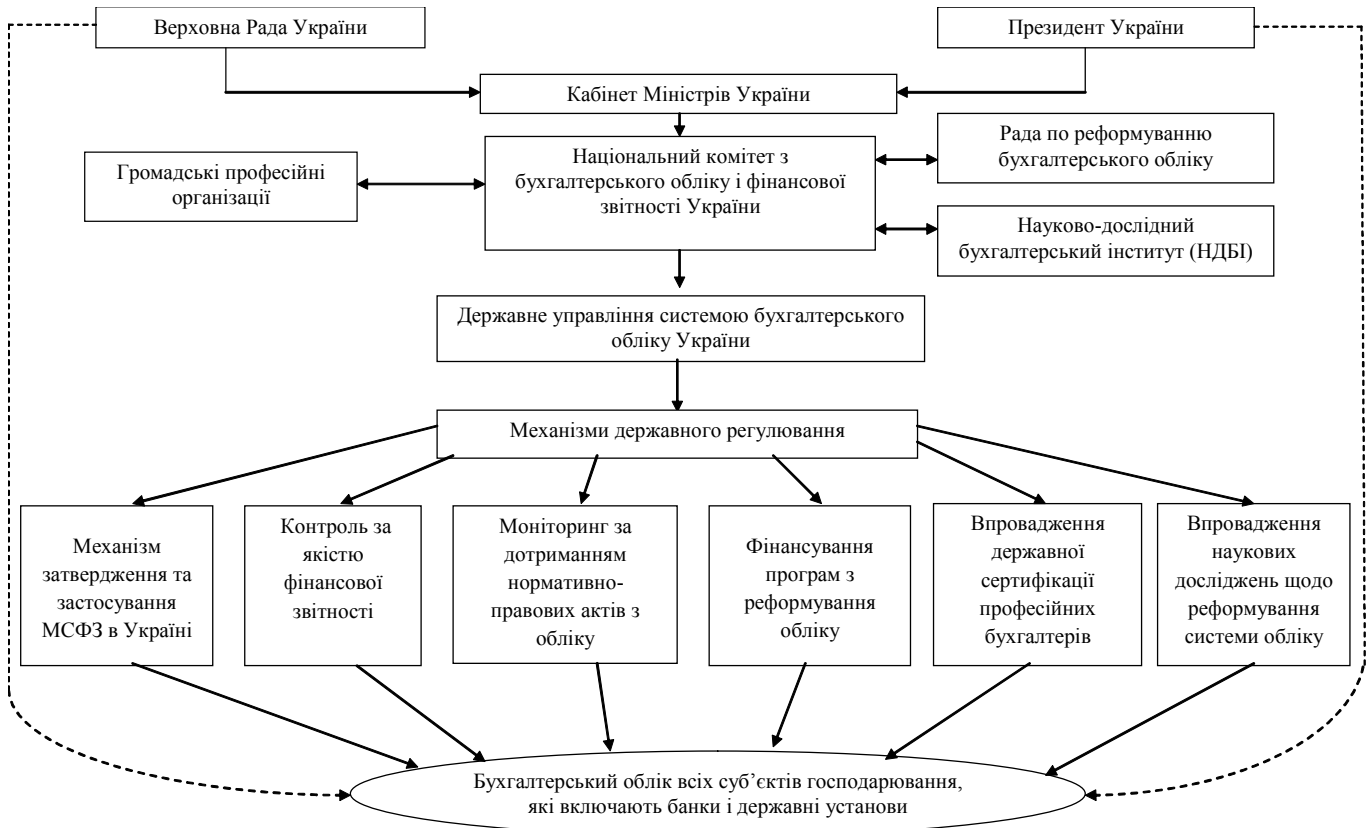 Верховна Рада України
Президент України
Кабінет Міністрів України
Національний комітет з
бухгалтерського обліку і фінансової
звітності України
Рада по реформуванню
бухгалтерського обліку
Громадські професійні
організації
Науково-дослідний
бухгалтерський інститут (НДБІ)
Державне управління системою бухгалтерського
обліку України
Механізми державного регулювання
Механізм
затвердження та
застосування
МСФЗ в Україні
Контроль за
якістю
фінансової
звітності
Моніторинг за
дотриманням
нормативно-
правових актів з
обліку
Фінансування
програм з
реформування
обліку
Впровадження
державної
сертифікації
професійних
бухгалтерів
Впровадження
наукових
досліджень щодо
реформування
системи обліку
Бухгалтерський облік всіх суб’єктів господарювання,
які включають банки і державні установи